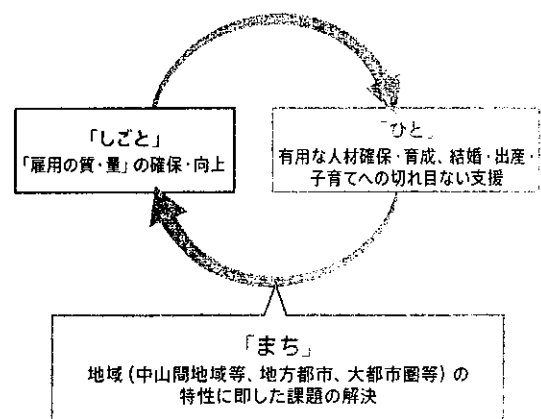 「しごと」
「雇用の質・量」の確保・向上
「ひと」
有用な人材確保・育成、結婚・出産・
子育てへの切れ目ない支援
「まち」
地域(中山間地域等、地方都市、大都市圏等)の
特性に即した課題の解決